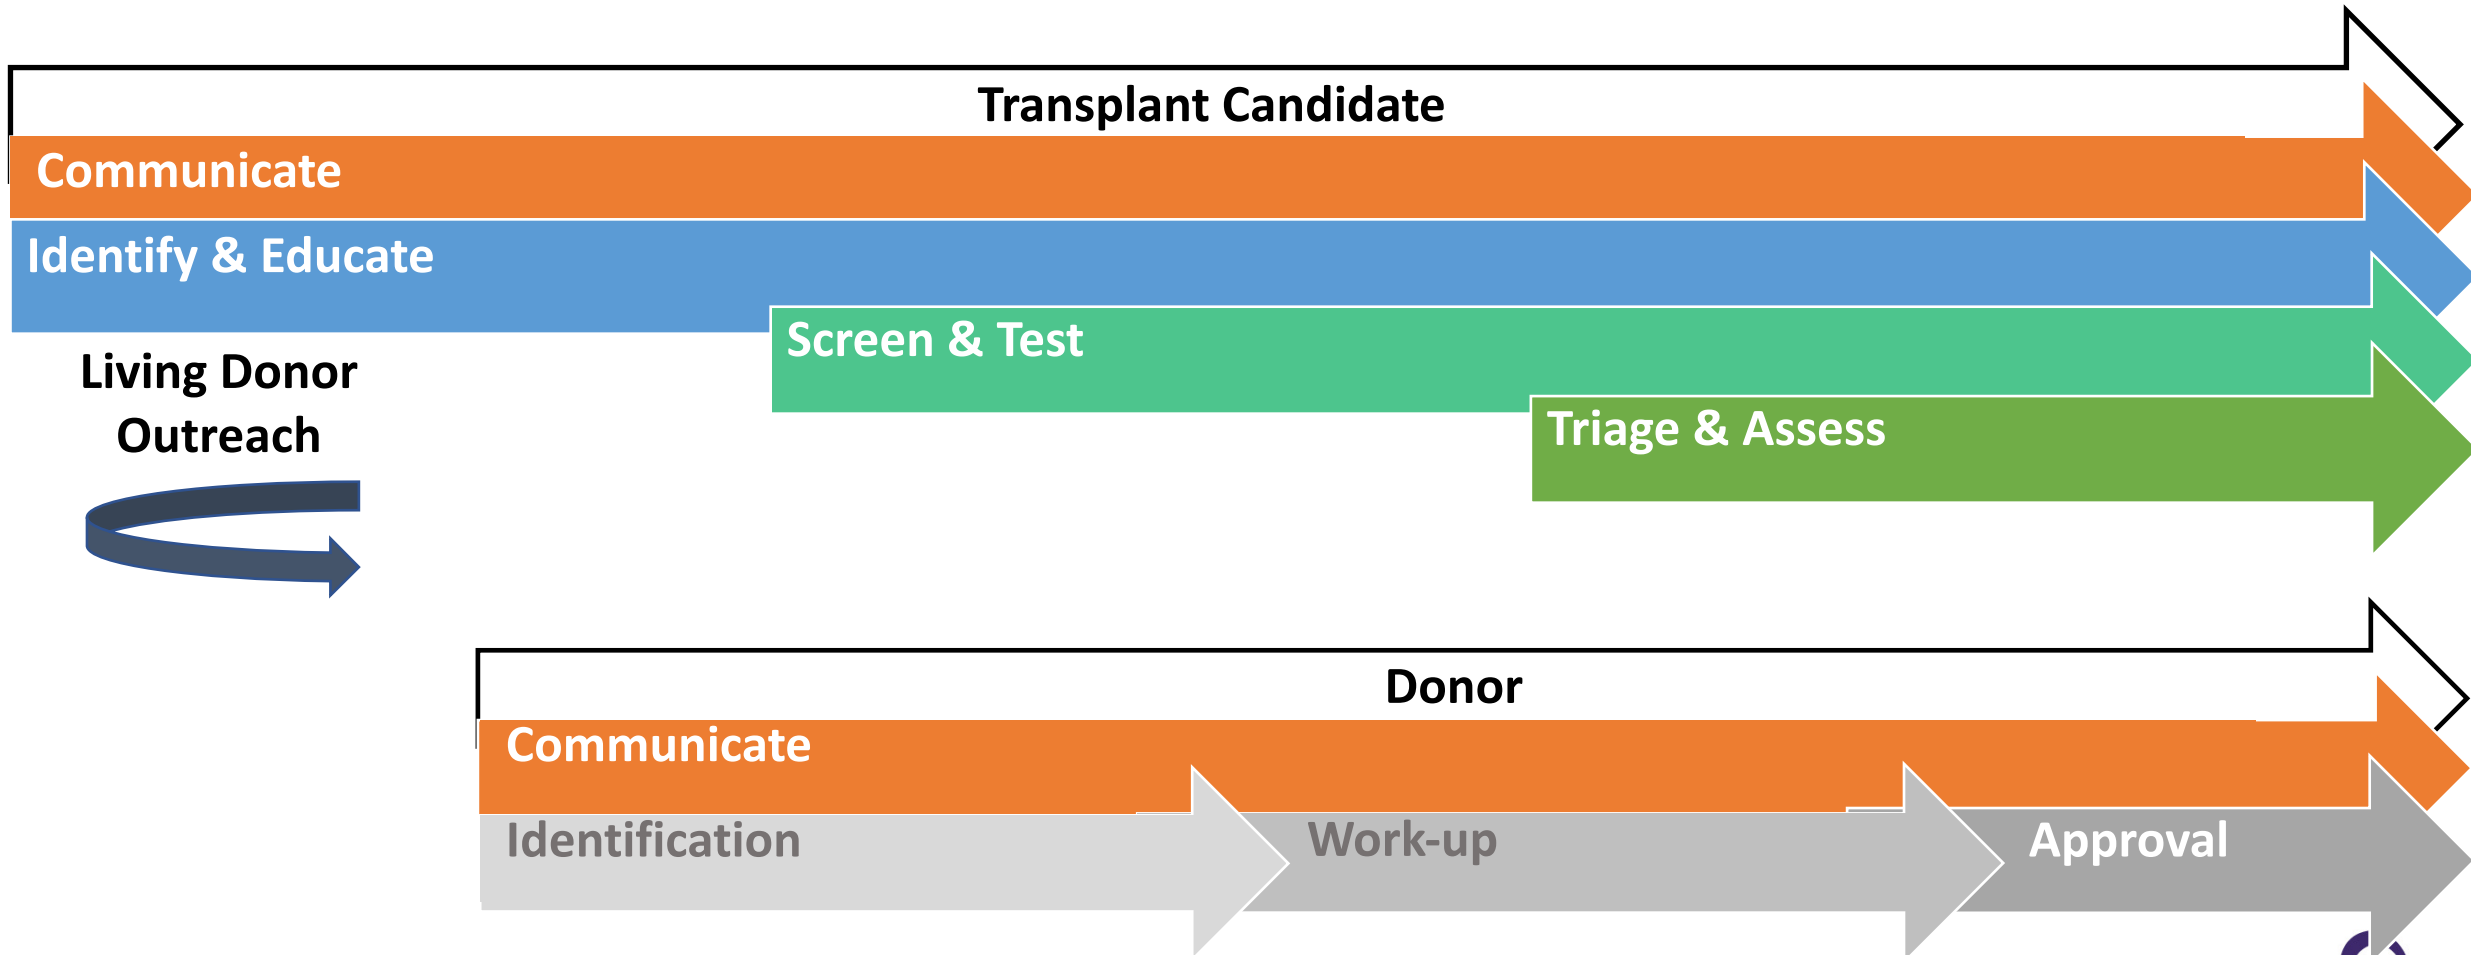 Transplant Candidate
Communicate
Identify & Educate
Screen & Test
Living Donor
Outreach
Triage & Assess
Donor
Communicate
Identification
Work-up
Approval